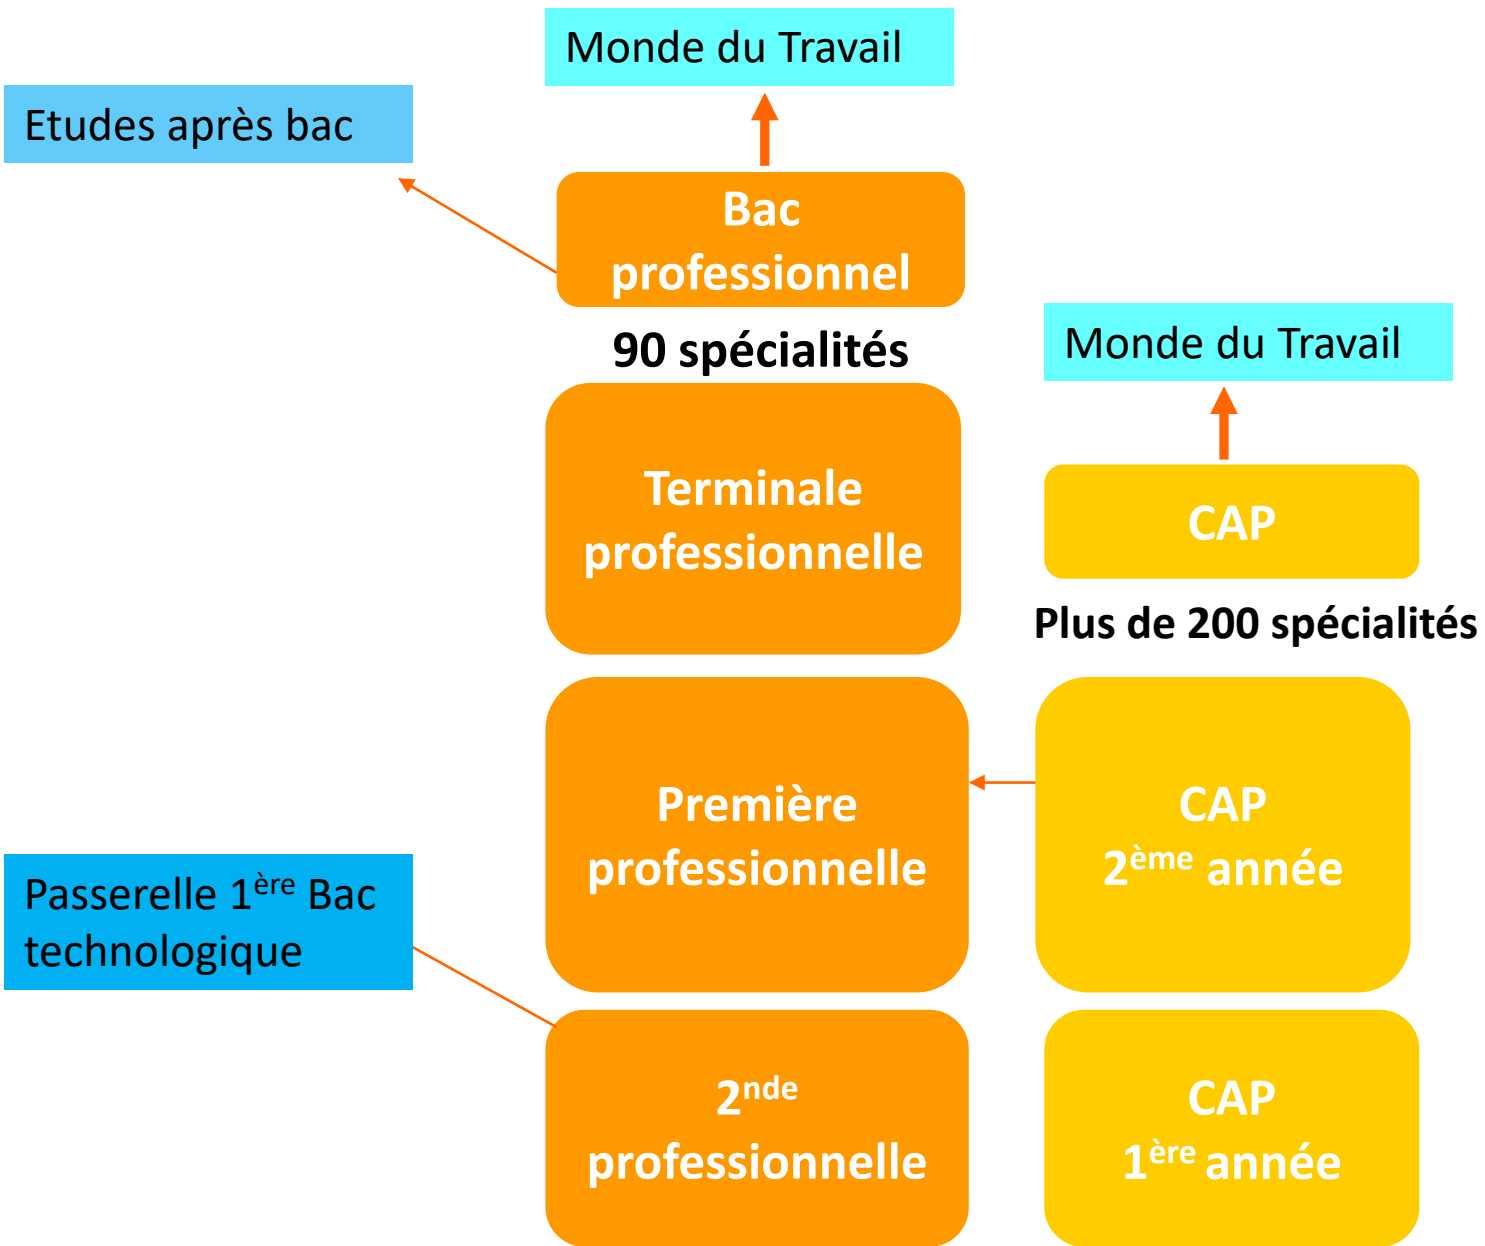 Monde du Travail
Etudes après bac
Bac
professionnel
90 spécialités
Monde du Travail
Terminale
professionnelle
CAP
Plus de 200 spécialités
Première
professionnelle
CAP
2ème année
Passerelle 1ère Bac
technologique
2nde
professionnelle
CAP
1ère année